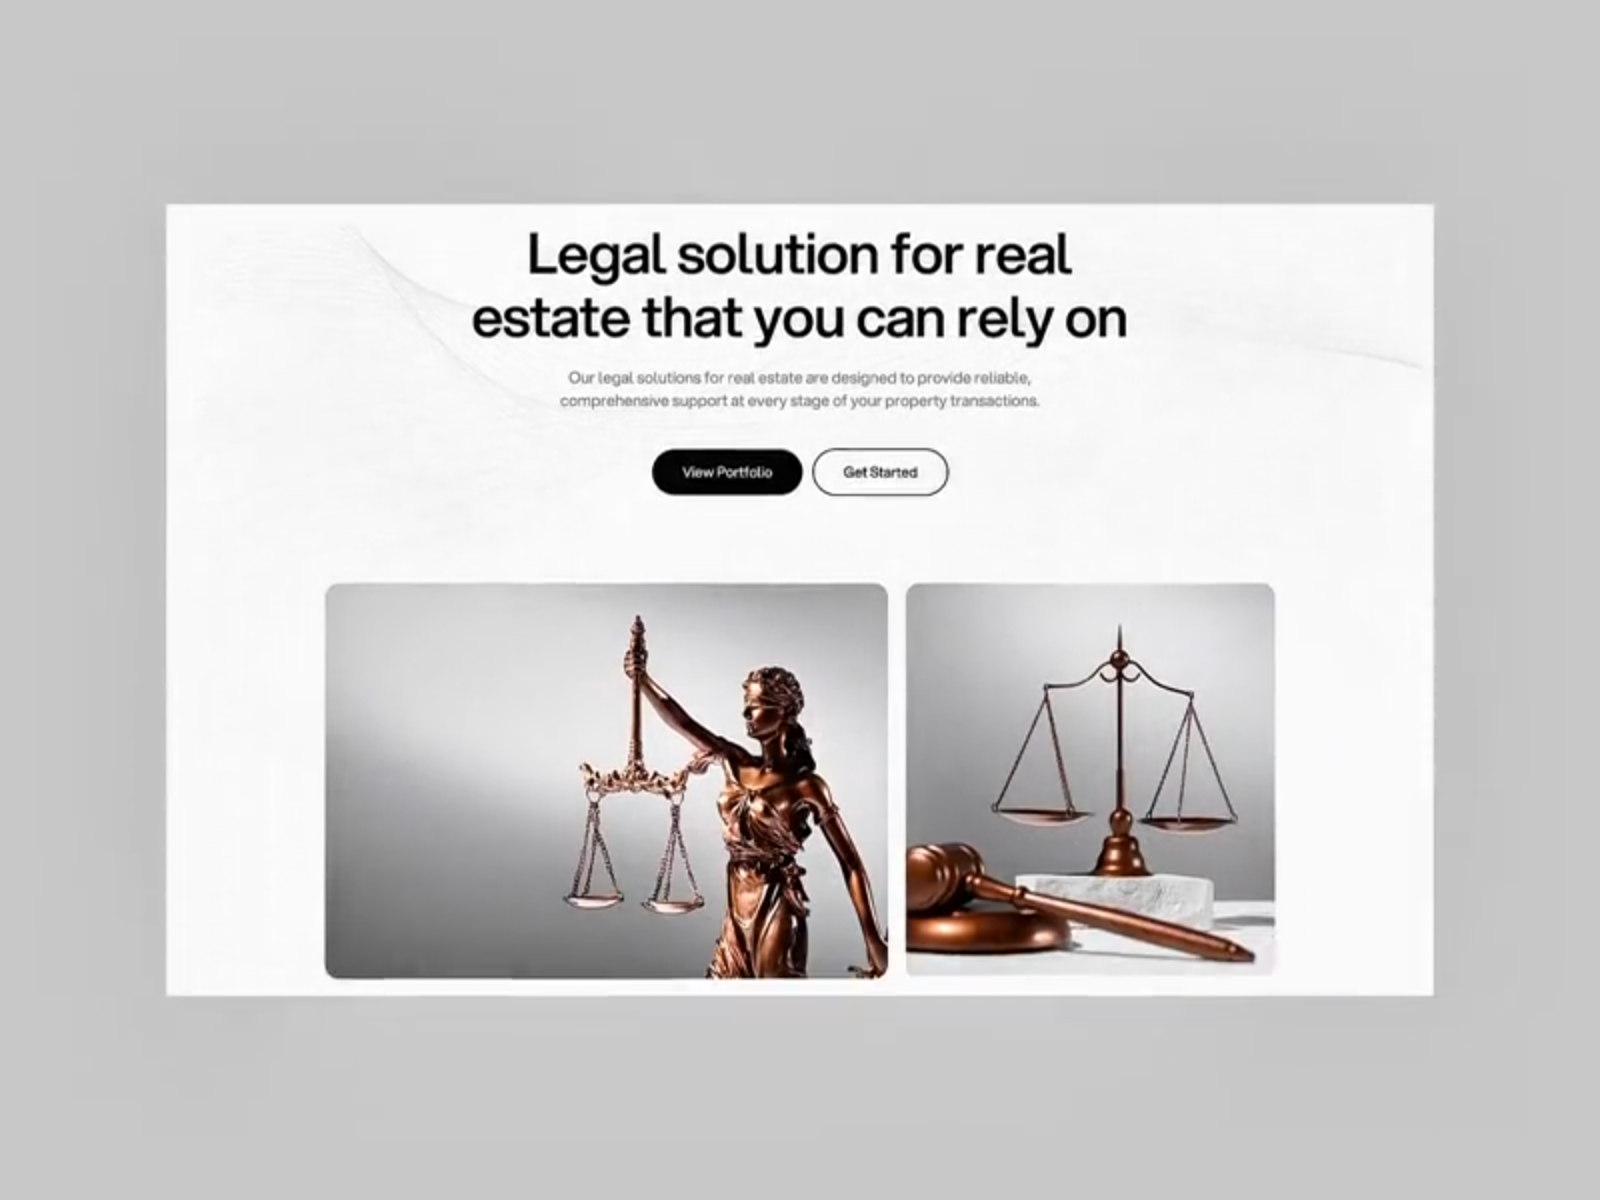 Legal solution for real
estate that you can rely on
Our legal solutions for real estate are designed to provide reliable,
comprehensive support at every stage of your property transactions.
View Portfolio
Get Started